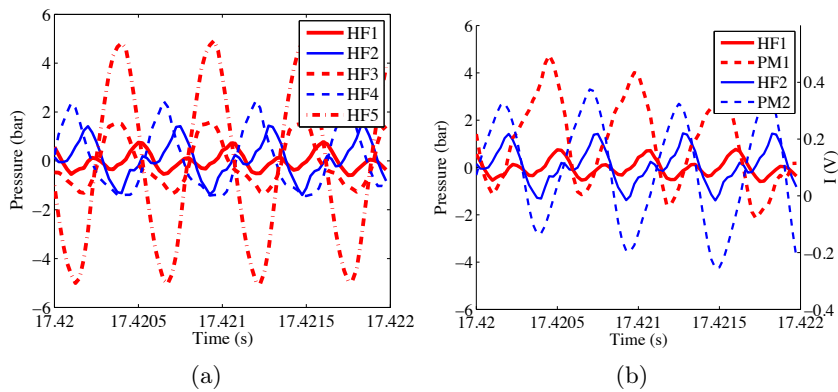 6
4
2
0
−2
−4
−6
Pressure (bar)
HF1
HF2
HF3
HF4
HF5
17.42
17.4205
17.421
17.4215
17.422
Time (s)
(a)
6
4
2
0
−2
−4
−6
Pressure (bar)
HF1
PM1
HF2
PM2
0.4
0.2
0
−0.2
−0.4
I (V)
17.42
17.4205
17.421
17.4215
17.422
Time (s)
(b)